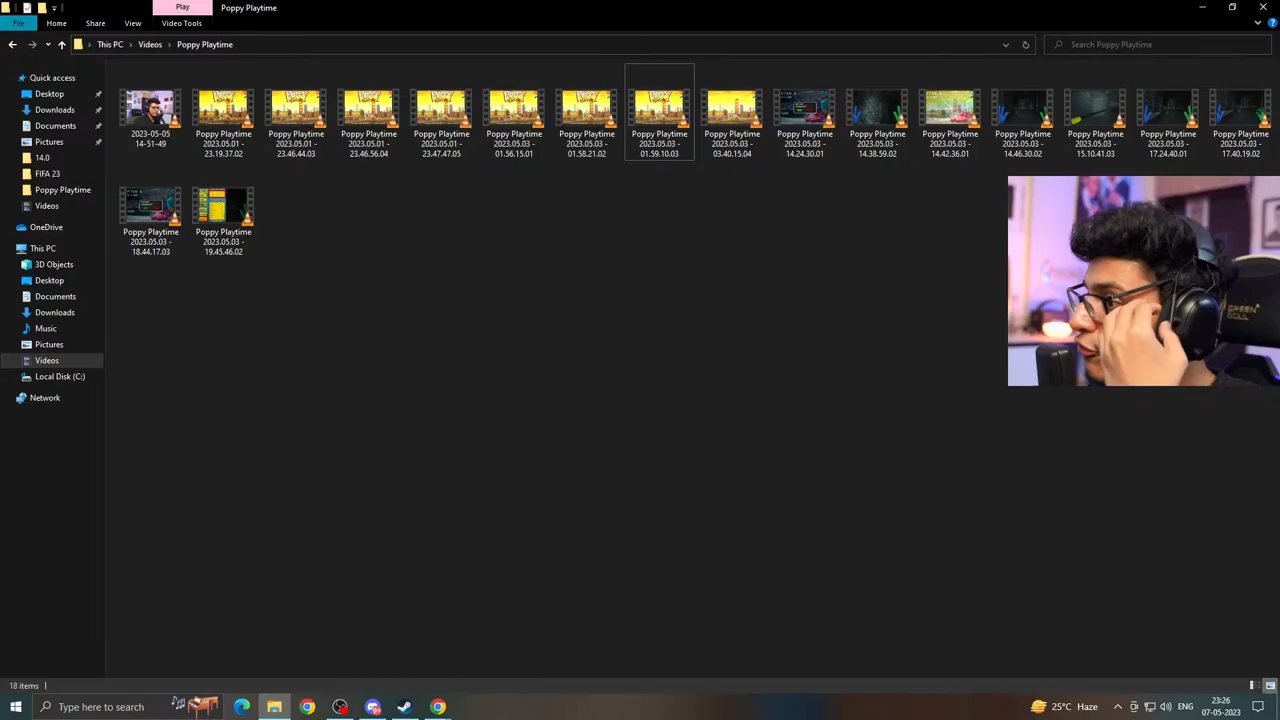 Play
Poppy Playtime
File
Home
Share
View
Video Tools
This PC
Videos
Poppy Playtime
Search Poppy Playtime
Quick access
Desktop
Downloads
Documents
Pictures
14.0
FIFA 23
Poppy Playtime
Videos
OneDrive
This PC
3D Objects
Desktop
Documents
Downloads
Music
Pictures
Videos
Local Disk (C:)
Network
2023-05-05
14-51-49
Poppy Playtime
2023.05.01 -
23.19.37.02
Poppy Playtime
2023.05.01 -
23.46.44.03
Poppy Playtime
2023.05.01 -
23.46.56.04
Poppy Playtime
2023.05.01 -
23.47.47.05
Poppy Playtime
2023.05.03 -
01.56.15.01
Poppy Playtime
2023.05.03 -
01.58.21.02
Poppy Playtime
2023.05.03 -
01.59.10.03
Poppy Playtime
2023.05.03 -
03.40.15.04
Poppy Playtime
2023.05.03 -
14.24.30.01
Poppy Playtime
2023.05.03 -
14.38.59.02
Poppy Playtime
2023.05.03 -
14.42.36.01
Poppy Playtime
2023.05.03 -
14.46.30.02
Poppy Playtime
2023.05.03 -
15.10.41.03
Poppy Playtime
2023.05.03 -
17.24.40.01
Poppy Playtime
2023.05.03 -
17.40.19.02
Poppy Playtime
2023.05.03 -
18.44.17.03
Poppy Playtime
2023.05.03 -
19.45.46.02
18 items
Type here to search
25°C Haze
ENG
23:26
07-05-2023